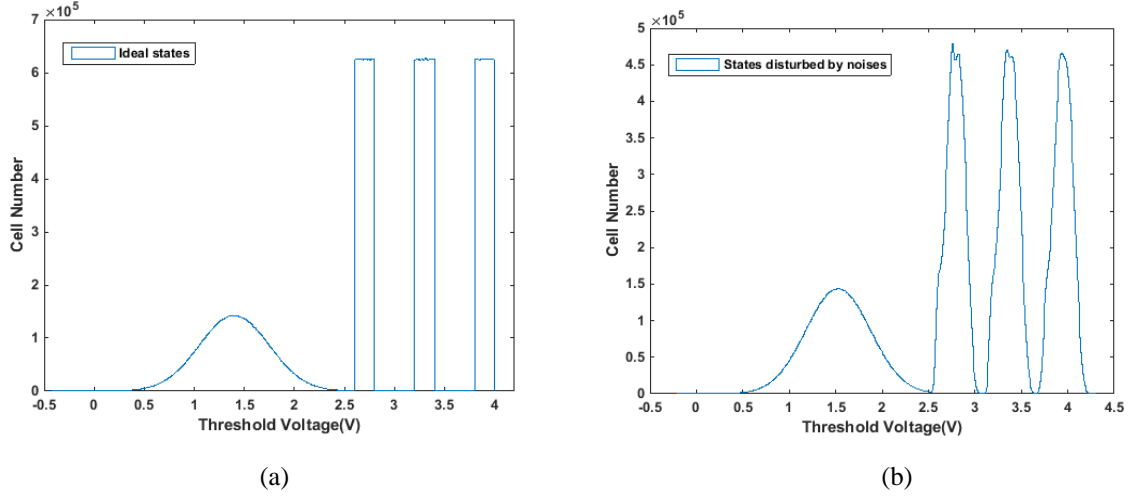 ×10^5
7
6
5
4
3
2
1
0
Ideal states
Cell Number
-0.5 0 0.5 1 1.5 2 2.5 3 3.5 4
Threshold Voltage(V)
(a)
×10^5
5
4.5
4
3.5
3
2.5
2
1.5
1
0.5
0
States disturbed by noises
Cell Number
-0.5 0 0.5 1 1.5 2 2.5 3 3.5 4 4.5
Threshold Voltage(V)
(b)